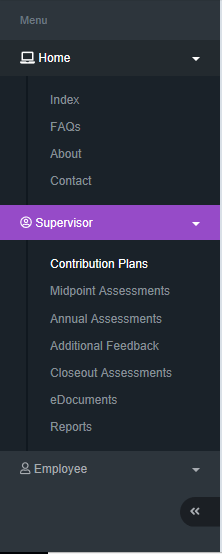 Menu
Home
Index
FAQs
About
Contact
Supervisor
Contribution Plans
Midpoint Assessments
Annual Assessments
Additional Feedback
Closeout Assessments
eDocuments
Reports
Employee